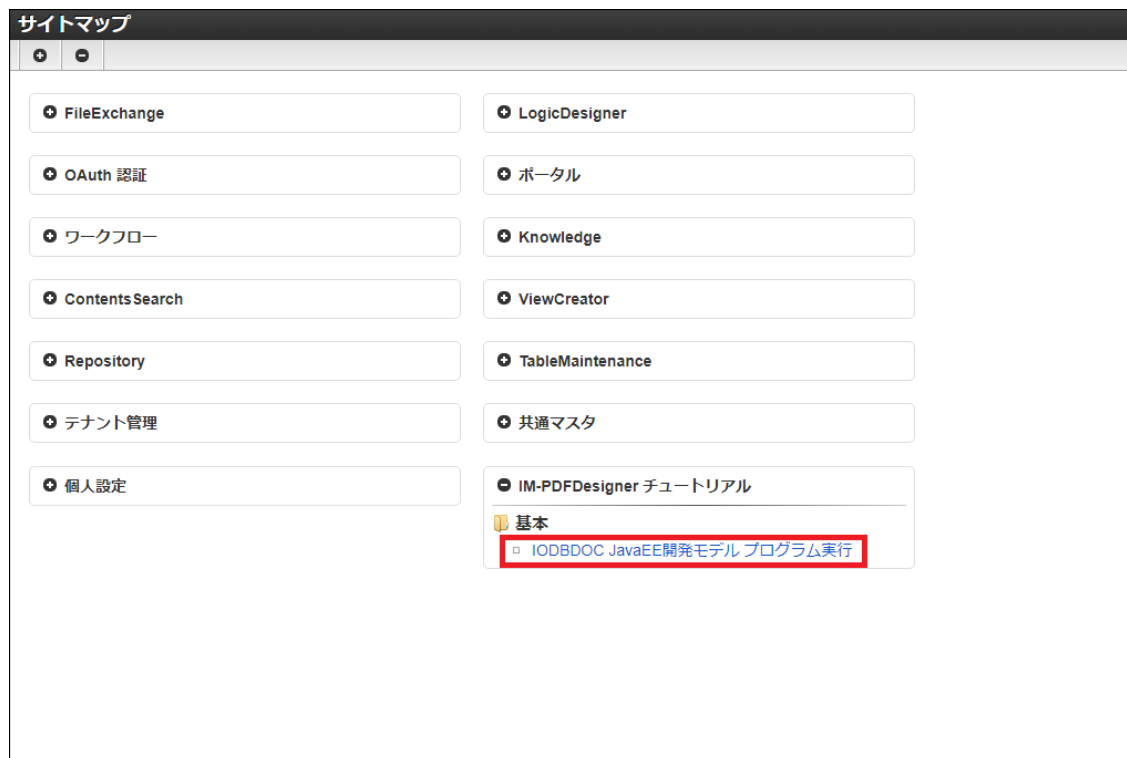 サイトマップ
FileExchange
LogicDesigner
OAuth 認証
ポータル
ワークフロー
Knowledge
ContentsSearch
ViewCreator
Repository
TableMaintenance
テナント管理
共通マスタ
個人設定
IM-PDFDesigner チュートリアル
基本
IODBDOC JavaEE開発モデル プログラム実行